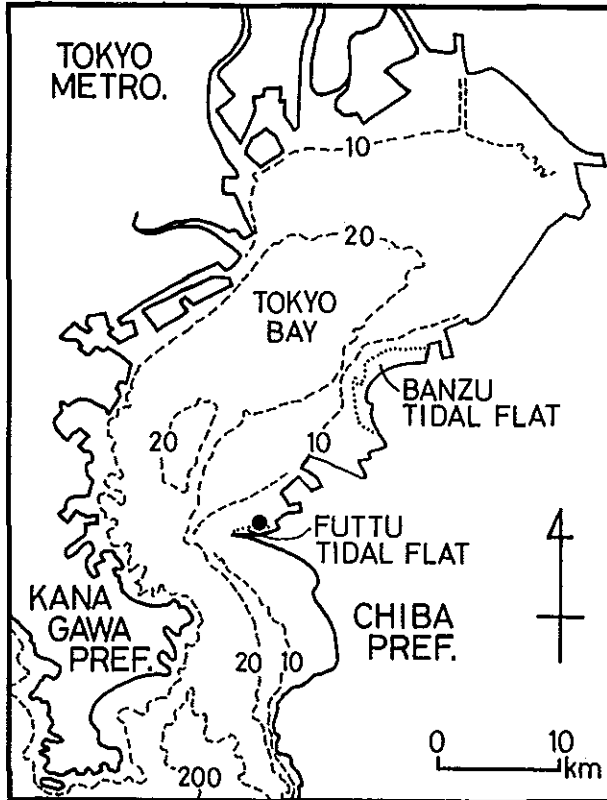 TOKYO
METRO.
10
20
TOKYO
BAY
BANZU
TIDAL FLAT
20
10
FUTTU
TIDAL FLAT
KANA
GAWA
PREF.
CHIBA
PREF.
20
10
0
10
km
200